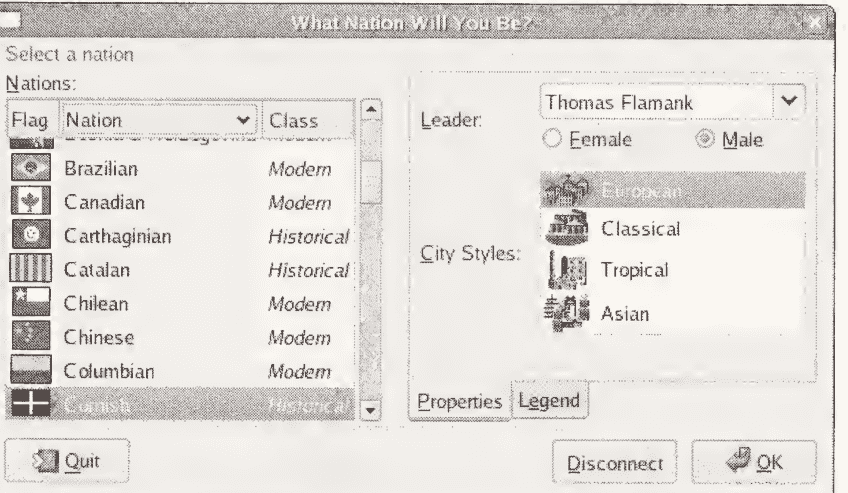 What Nation Will You Be?
Select a nation
Nations:
Flag Nation Class
Brazilian Modern
Canadian Modern
Carthaginian Historical
Catalan Historical
Chilean Modern
Chinese Modern
Columbian Modern
Cornish Historical
Leader:
Thomas Flamank
Female Male
City Styles:
European
Classical
Tropical
Asian
Properties Legend
Quit
Disconnect
OK